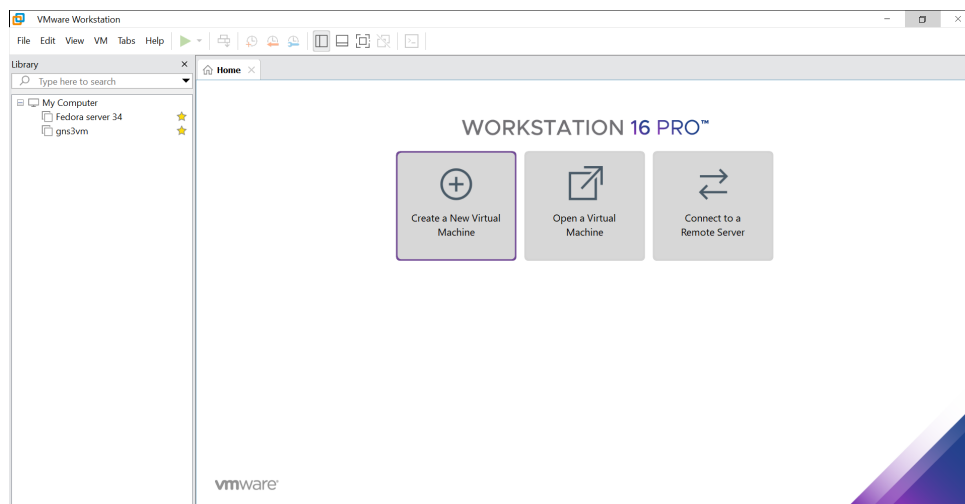 VMware Workstation
File Edit View VM Tabs Help
Library
Type here to search
My Computer
Fedora server 34
gns3vm
Home
WORKSTATION 16 PRO™
Create a New Virtual
Machine
Open a Virtual
Machine
Connect to a
Remote Server
vmware®